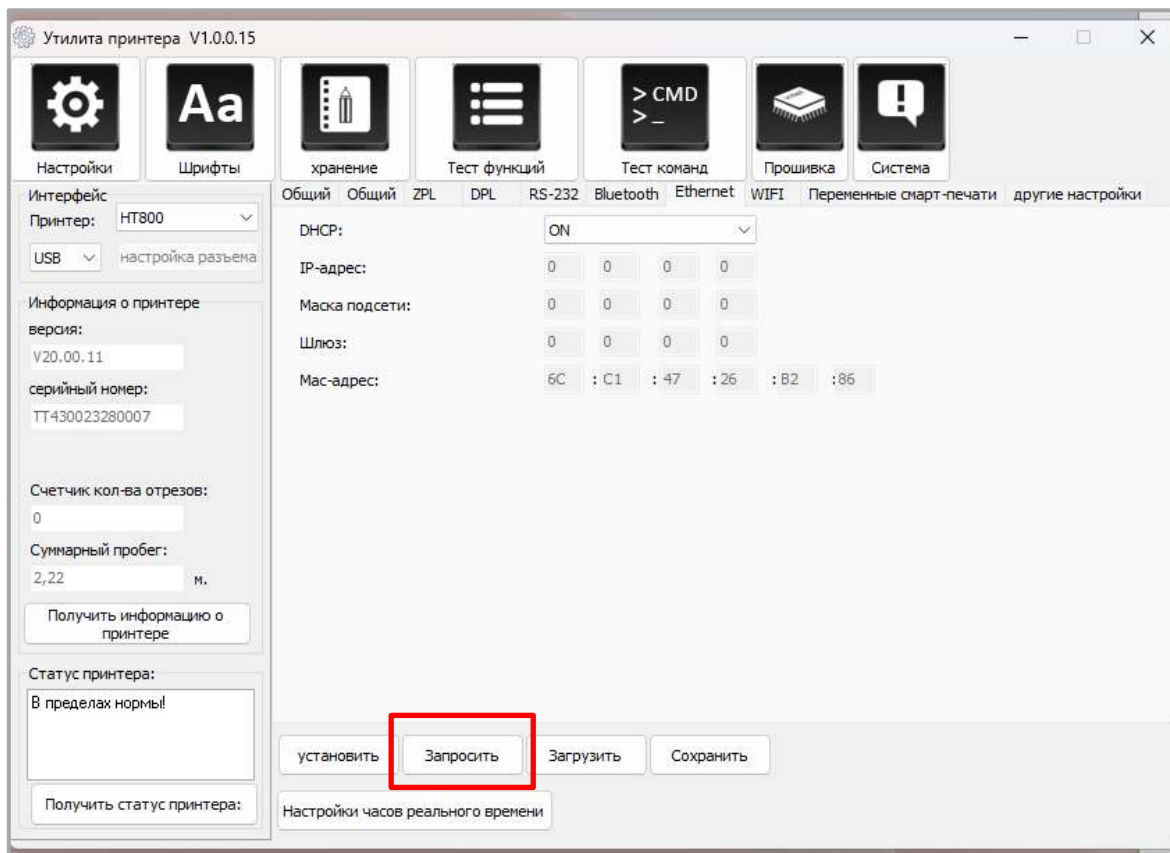 Утилита принтера V1.0.0.15
Aa
> CMD
>_
Настройки Шрифты хранение Тест функций Тест команд Прошивка Система
Интерфейс
Принтер: HT800
USB настройка разъема
Информация о принтере
версия:
V20.00.11
серийный номер:
TT430023280007
Счетчик кол-ва отрезов:
0
Суммарный пробег:
2,22 м.
Получить информацию о
принтере
Статус принтера:
В пределах нормы!
Получить статус принтера:
Общий Общий ZPL DPL RS-232 Bluetooth Ethernet WIFI Переменные смарт-печати другие настройки
DHCP: ON
IP-адрес: 0 0 0 0
Маска подсети: 0 0 0 0
Шлюз: 0 0 0 0
Мас-адрес: 6C : C1 : 47 : 26 : B2 :86
установить Запросить Загрузить Сохранить
Настройки часов реального времени